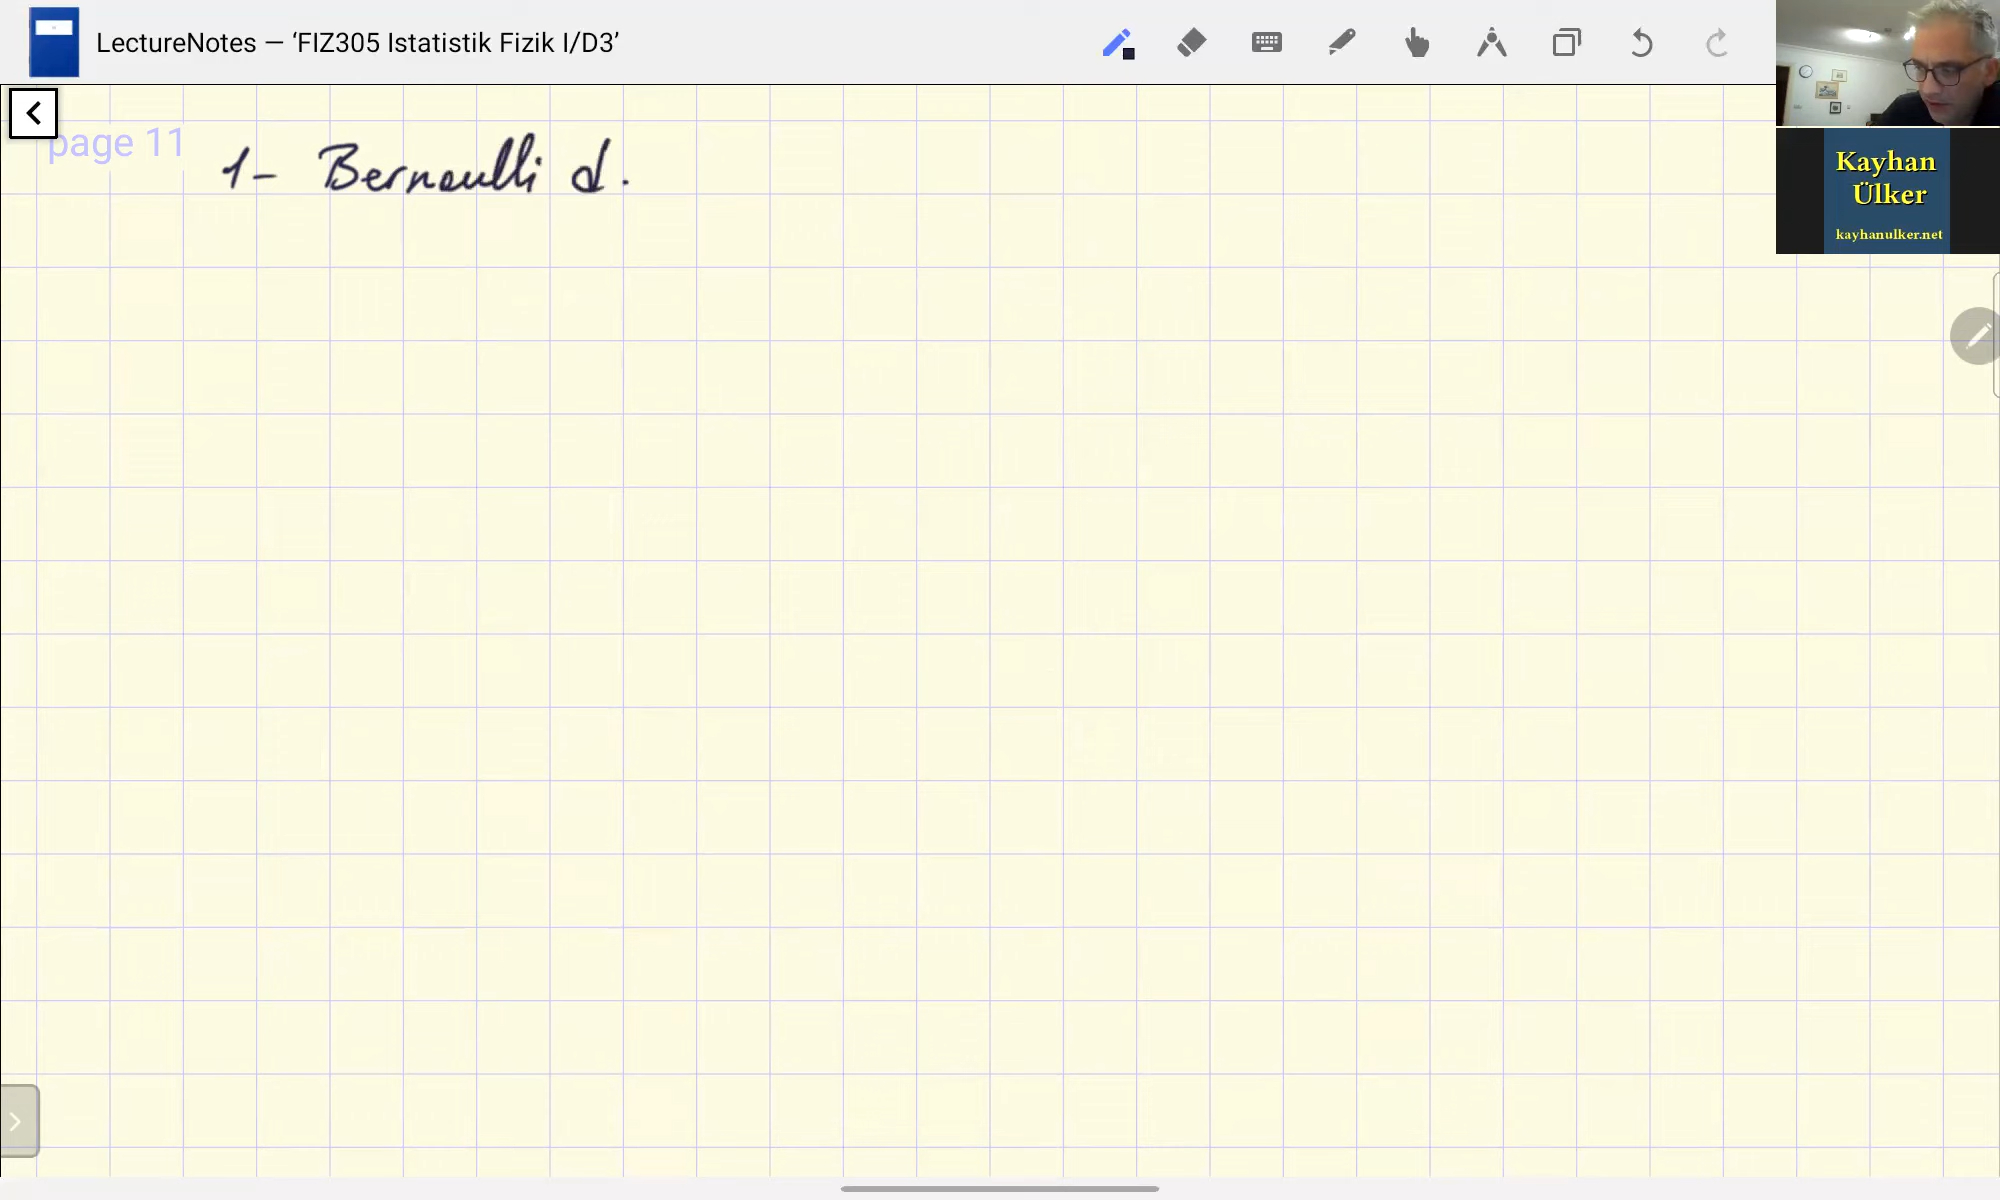 LectureNotes — ‘FIZ305 Istatistik Fizik I/D3’
page 11
1- Bernoulli d.
Kayhan
Ülker
kayhanulker.net